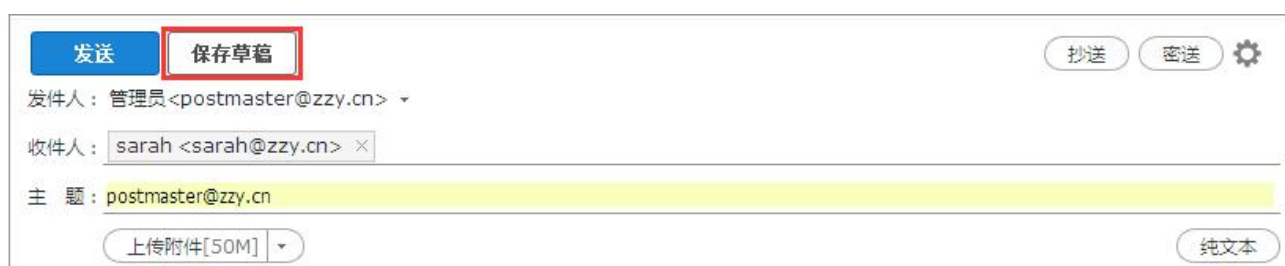 发送 保存草稿 抄送 密送
发件人：管理员<postmaster@zzy.cn>
收件人： sarah <sarah@zzy.cn> ×
主 题：postmaster@zzy.cn
上传附件[50M] 纯文本